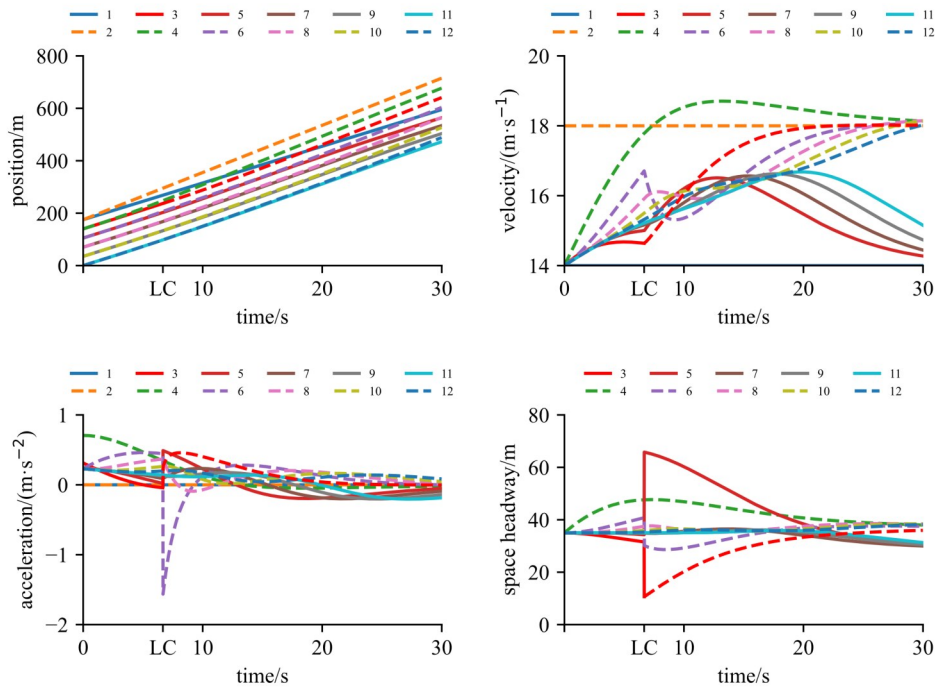 1 3 5 7 9 11
2 4 6 8 10 12
800
600
400
200
0
position/m
LC 10 20 30
time/s
1 3 5 7 9 11
2 4 6 8 10 12
20
18
16
14
velocity/(m·s⁻¹)
0 LC 10 20 30
time/s
1 3 5 7 9 11
2 4 6 8 10 12
1
0
−1
−2
acceleration/(m·s⁻²)
0 LC 10 20 30
time/s
3 5 7 9 11
4 6 8 10 12
80
60
40
20
0
space headway/m
LC 10 20 30
time/s